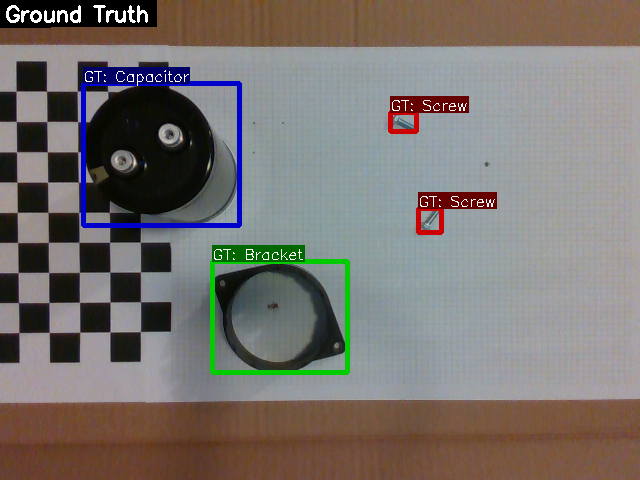 Ground Truth
GT: Capacitor
GT: Screw
GT: Screw
GT: Bracket